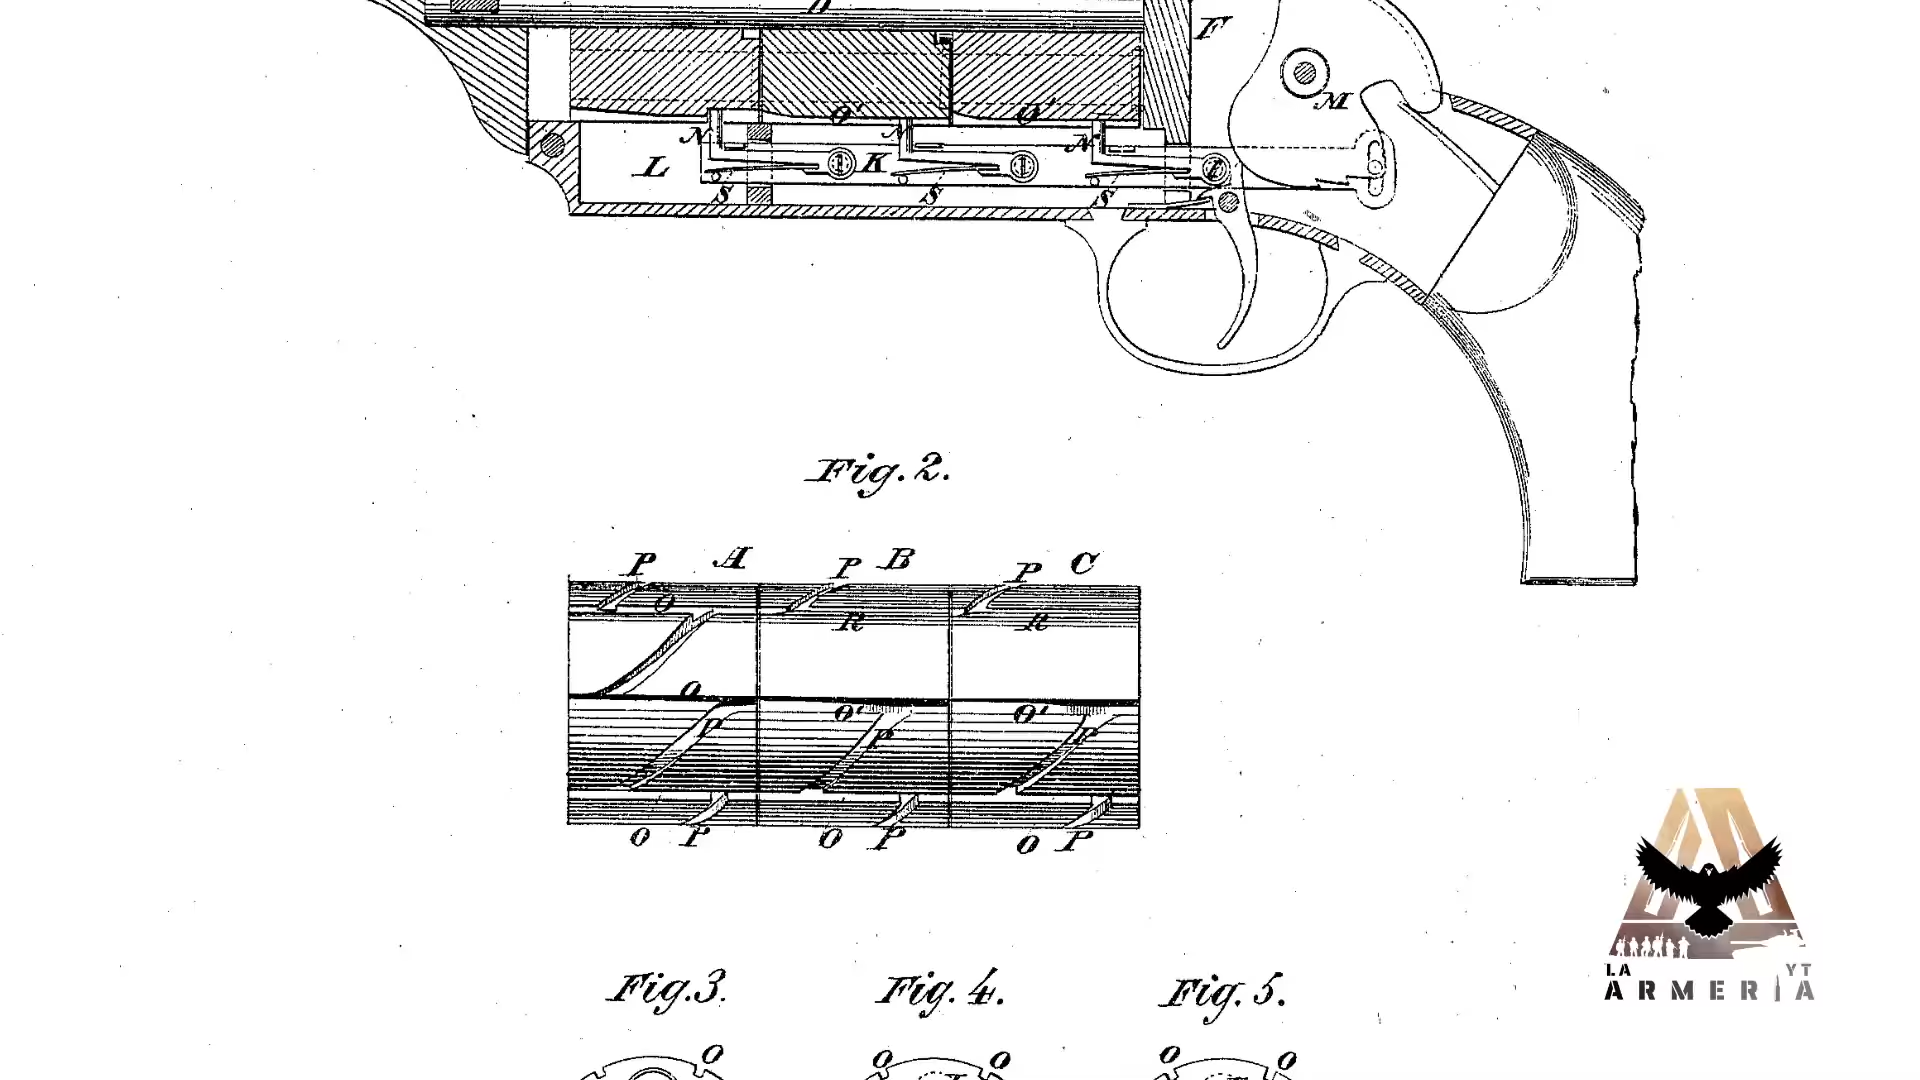 D
F
M
O' O'
N N N
L K
S S S
Fig. 2.
P A P B P C
O R R
O O' O'
P P P
O P O P O P
LA YT
ARMERIA
Fig. 3. Fig. 4. Fig. 5.
O O O O O